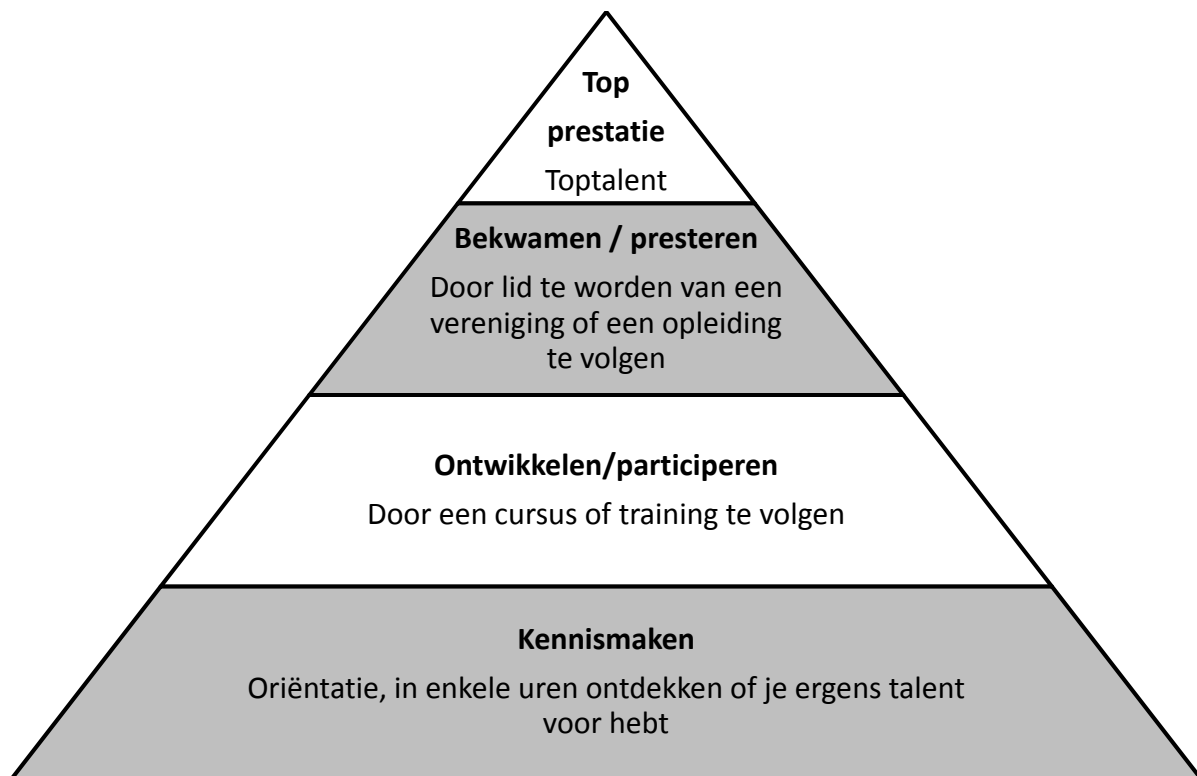 Top
prestatie
Toptalent
Bekwamen / presteren
Door lid te worden van een
vereniging of een opleiding
te volgen
Ontwikkelen/participeren
Door een cursus of training te volgen
Kennismaken
Oriëntatie, in enkele uren ontdekken of je ergens talent
voor hebt